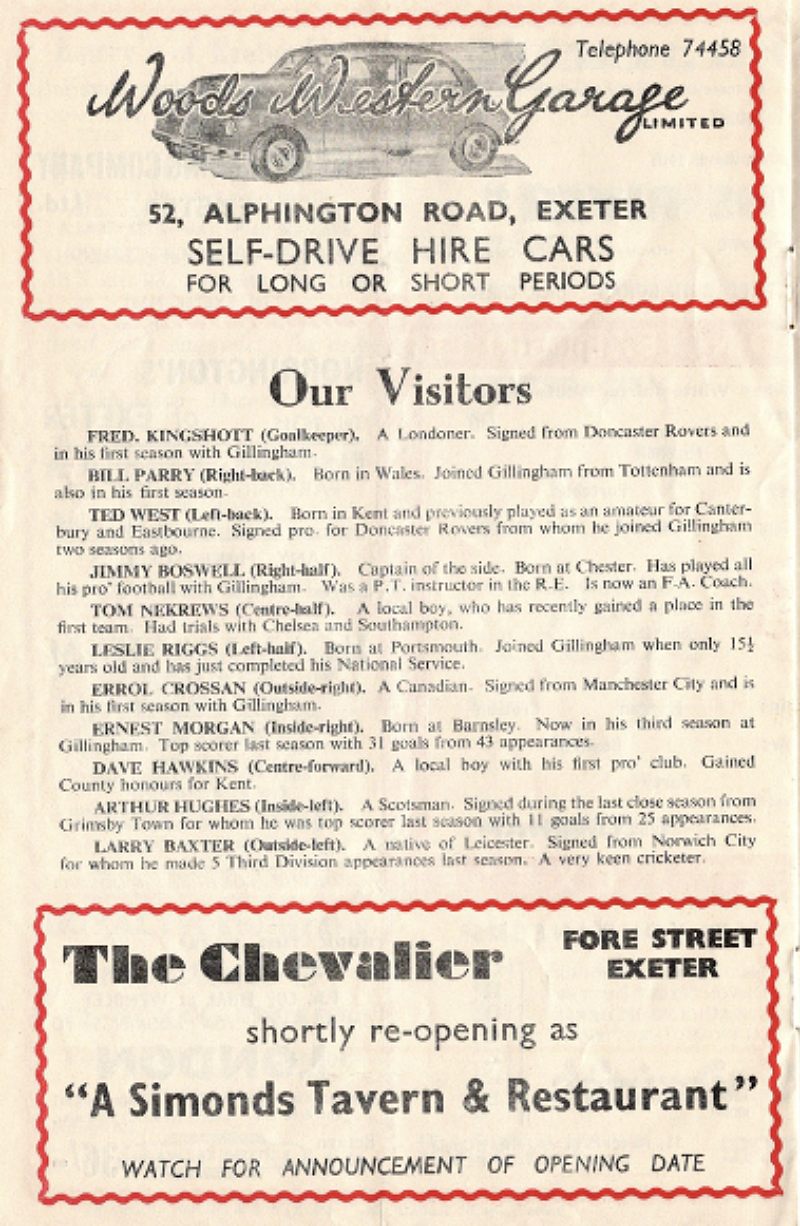 Telephone 74458
Woods Western Garage
LIMITED
52, ALPHINGTON ROAD, EXETER
SELF-DRIVE HIRE CARS
FOR LONG OR SHORT PERIODS
Our Visitors
FRED. KINGSHOTT (Goalkeeper). A Londoner. Signed from Doncaster Rovers and
in his first season with Gillingham.
BILL PARRY (Right-back). Born in Wales. Joined Gillingham from Tottenham and is
also in his first season.
TED WEST (Left-back). Born in Kent and previously played as an amateur for Canter-
bury and Eastbourne. Signed pro. for Doncaster Rovers from whom he joined Gillingham
two seasons ago.
JIMMY BOSWELL (Right-half). Captain of the side. Born at Chester. Has played all
his pro' football with Gillingham. Was a P.T. instructor in the R.E. Is now an F.A. Coach.
TOM NEKREWS (Centre-half). A local boy, who has recently gained a place in the
first team. Had trials with Chelsea and Southampton.
LESLIE RIGGS (Left-half). Born at Portsmouth. Joined Gillingham when only 15½
years old and has just completed his National Service.
ERROL CROSSAN (Outside-right). A Canadian. Signed from Manchester City and is
in his first season with Gillingham.
ERNEST MORGAN (Inside-right). Born at Barnsley. Now in his third season at
Gillingham. Top scorer last season with 31 goals from 43 appearances.
DAVE HAWKINS (Centre-forward). A local boy with his first pro' club. Gained
County honours for Kent.
ARTHUR HUGHES (Inside-left). A Scotsman. Signed during the last close season from
Grimsby Town for whom he was top scorer last season with 11 goals from 25 appearances.
LARRY BAXTER (Outside-left). A native of Leicester. Signed from Norwich City
for whom he made 5 Third Division appearances last season. A very keen cricketer.
The Chevalier
FORE STREET
EXETER
shortly re-opening as
"A Simonds Tavern & Restaurant"
WATCH FOR ANNOUNCEMENT OF OPENING DATE